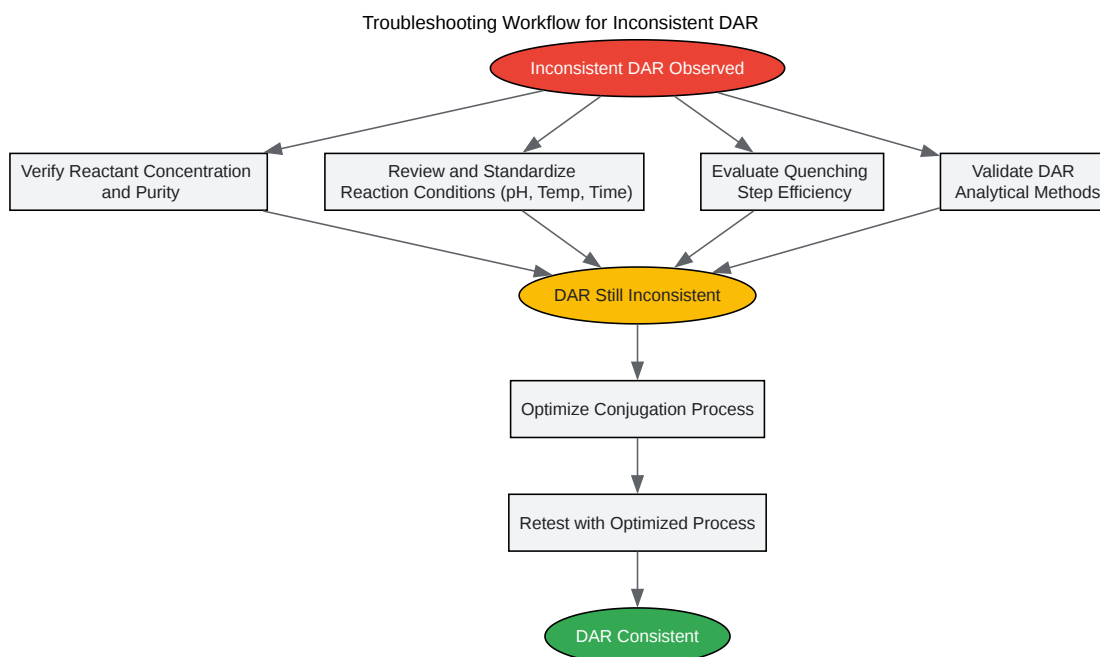 Troubleshooting Workflow for Inconsistent DAR
Inconsistent DAR Observed
Verify Reactant Concentration
and Purity
Review and Standardize
Reaction Conditions (pH, Temp, Time)
Evaluate Quenching
Step Efficiency
Validate DAR
Analytical Methods
DAR Still Inconsistent
Optimize Conjugation Process
Retest with Optimized Process
DAR Consistent